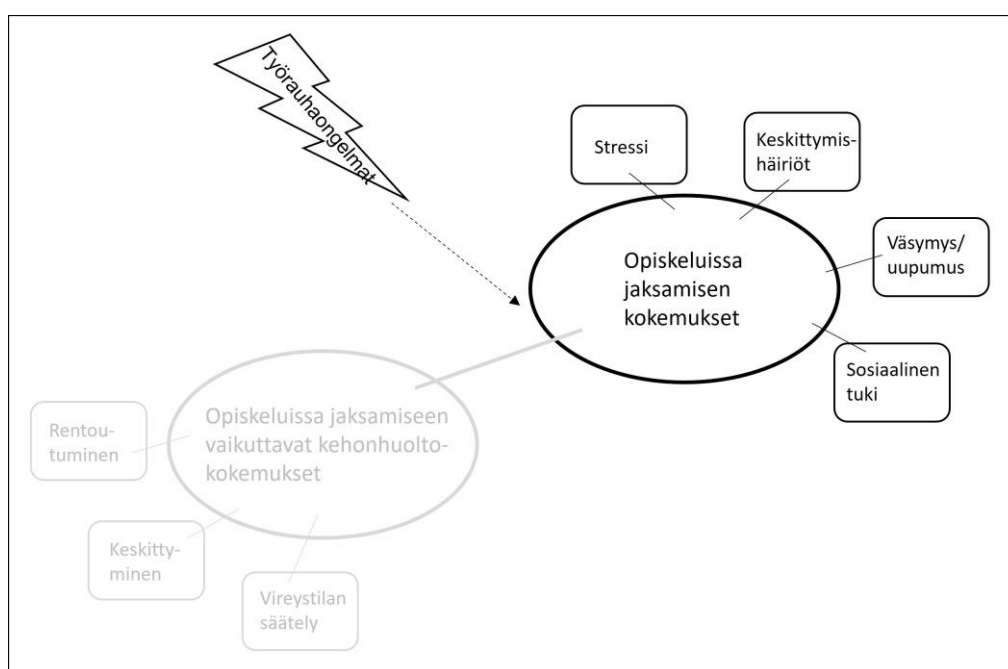 Työrauhaongelmat
Stressi
Keskittymis-
häiriöt
Väsymys/
uupumus
Opiskeluissa
jaksamisen
kokemukset
Sosiaalinen
tuki
Opiskeluissa jaksamiseen
vaikuttavat kehonhuolto-
kokemukset
Rentou-
tuminen
Keskitty-
minen
Vireystilan
säätely